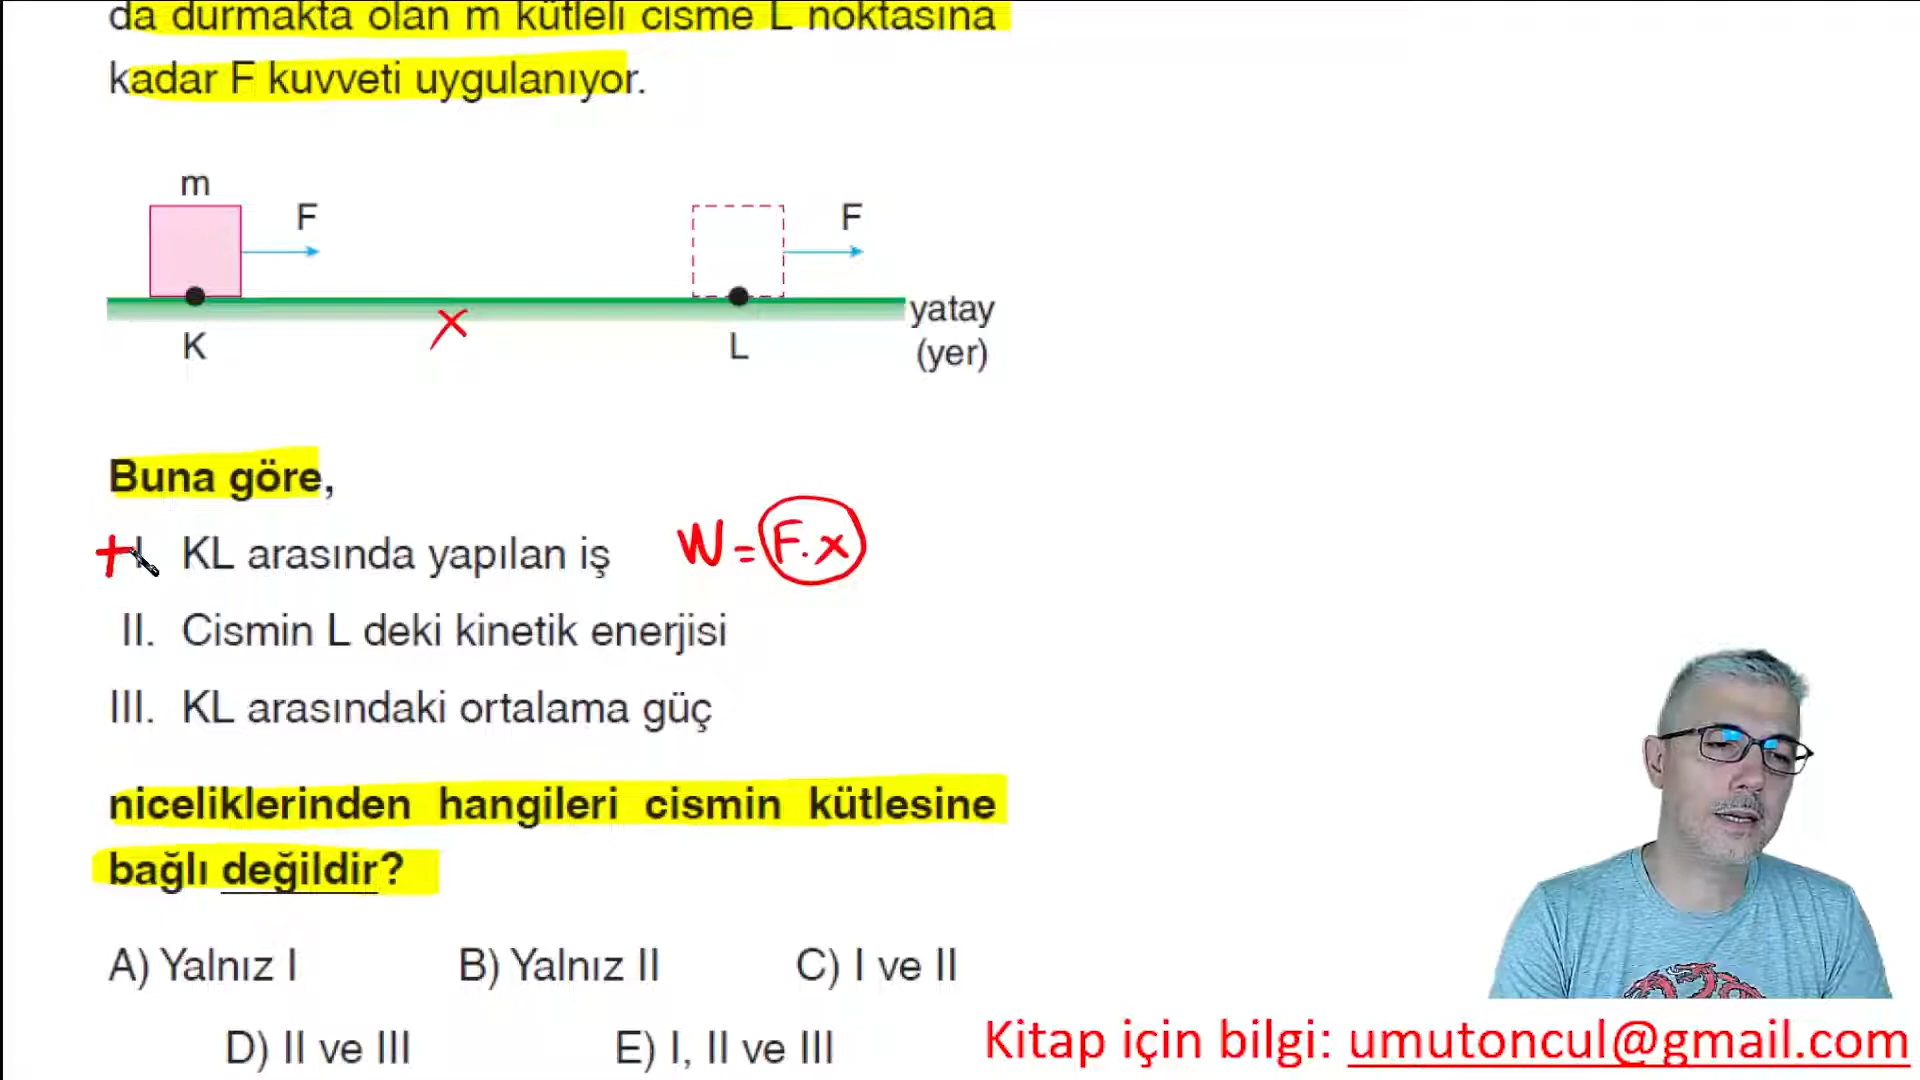 da durmakta olan m kütleli cisme L noktasına
kadar F kuvveti uygulanıyor.
m
F
F
K
x
L
yatay
(yer)
Buna göre,
+ I. KL arasında yapılan iş W = F.x
II. Cismin L deki kinetik enerjisi
III. KL arasındaki ortalama güç
niceliklerinden hangileri cismin kütlesine
bağlı değildir?
A) Yalnız I B) Yalnız II C) I ve II
D) II ve III E) I, II ve III
Kitap için bilgi: umutoncul@gmail.com